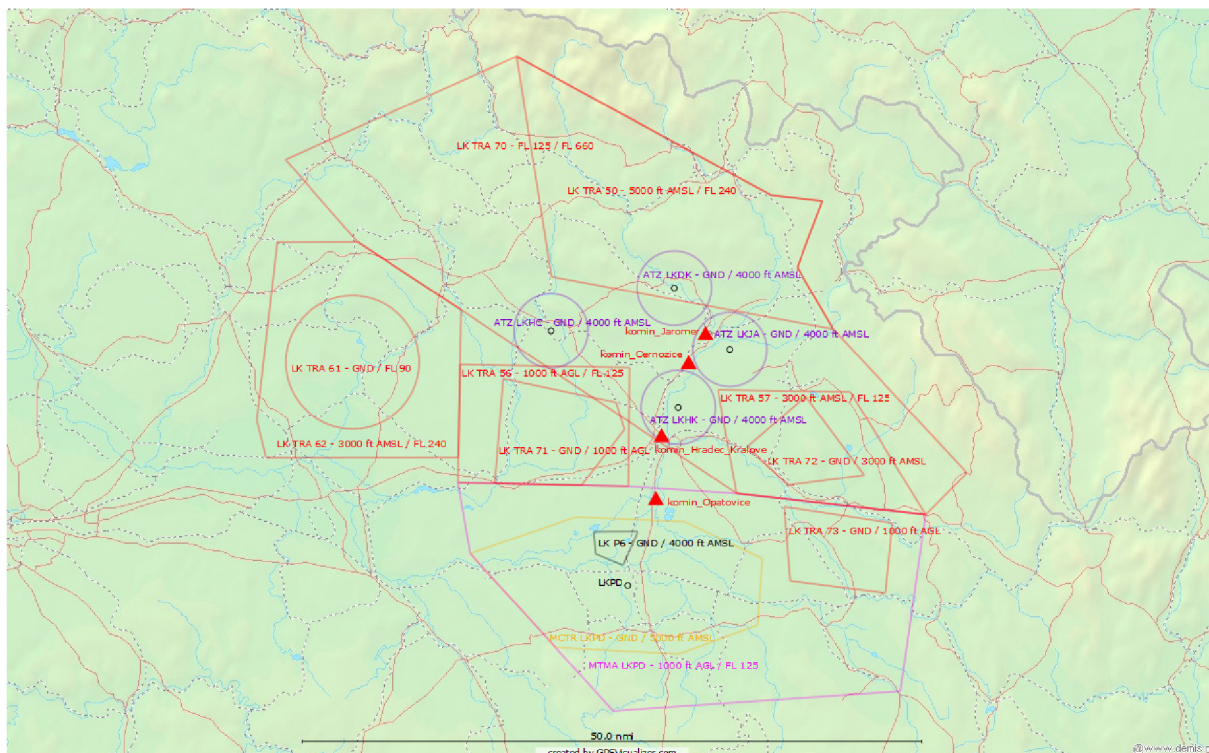 LK TRA 70 - FL 125 / FL 660
LK TRA 50 - 5000 ft AMSL / FL 240
ATZ LKDK - GND / 4000 ft AMSL
ATZ LKHC - GND / 4000 ft AMSL
komin_Jaromer
ATZ LKJA - GND / 4000 ft AMSL
komin_Cernozice
LK TRA 61 - GND / FL 90
LK TRA 56 - 1000 ft AGL / FL 125
LK TRA 57 - 3000 ft AMSL / FL 125
ATZ LKHK - GND / 4000 ft AMSL
LK TRA 62 - 3000 ft AMSL / FL 240
LK TRA 71 - GND / 1000 ft AGL
komin_Hradec_Kralove
LK TRA 72 - GND / 3000 ft AMSL
komin_Opatovice
LK TRA 73 - GND / 1000 ft AGL
LK P6 - GND / 4000 ft AMSL
LKPD
MCTR LKPD - GND / 5000 ft AMSL
MTMA LKPD - 1000 ft AGL / FL 125
50.0 nmi
created by GPSVisualizer.com
@www.demis